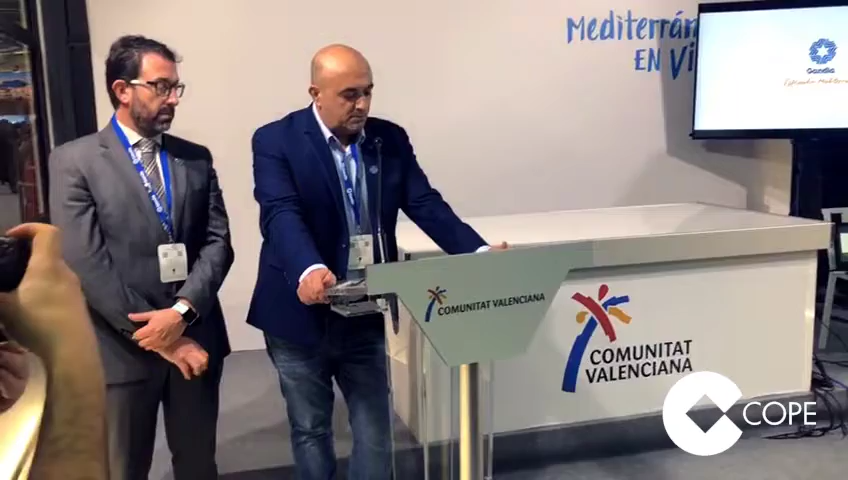 Mediterrán
EN Vi
Gandia
COMUNITAT VALENCIANA
COMUNITAT
VALENCIANA
COPE